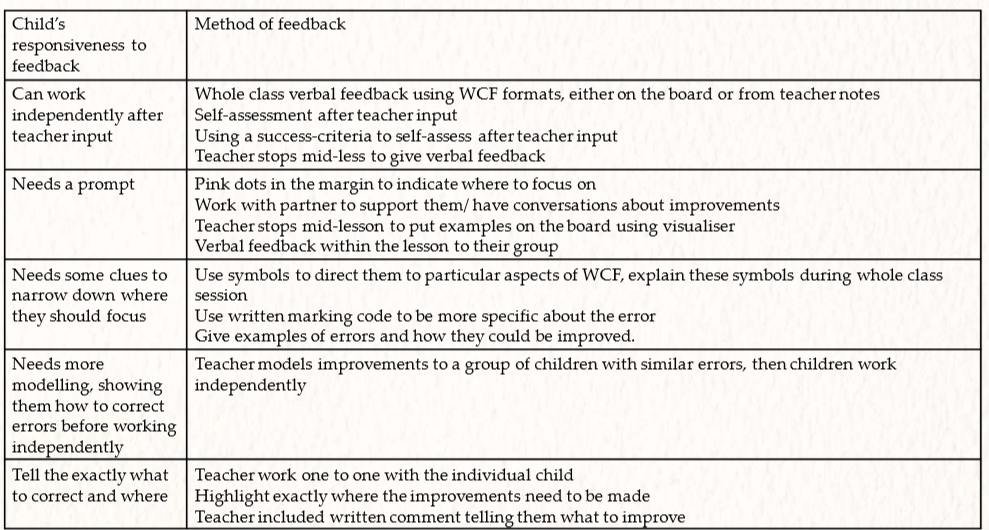 Child's
responsiveness to
feedback
Method of feedback
Can work
independently after
teacher input
Whole class verbal feedback using WCF formats, either on the board or from teacher notes
Self-assessment after teacher input
Using a success-criteria to self-assess after teacher input
Teacher stops mid-less to give verbal feedback
Needs a prompt
Pink dots in the margin to indicate where to focus on
Work with partner to support them/ have conversations about improvements
Teacher stops mid-lesson to put examples on the board using visualiser
Verbal feedback within the lesson to their group
Needs some clues to
narrow down where
they should focus
Use symbols to direct them to particular aspects of WCF, explain these symbols during whole class
session
Use written marking code to be more specific about the error
Give examples of errors and how they could be improved.
Needs more
modelling, showing
them how to correct
errors before working
independently
Teacher models improvements to a group of children with similar errors, then children work
independently
Tell the exactly what
to correct and where
Teacher work one to one with the individual child
Highlight exactly where the improvements need to be made
Teacher included written comment telling them what to improve